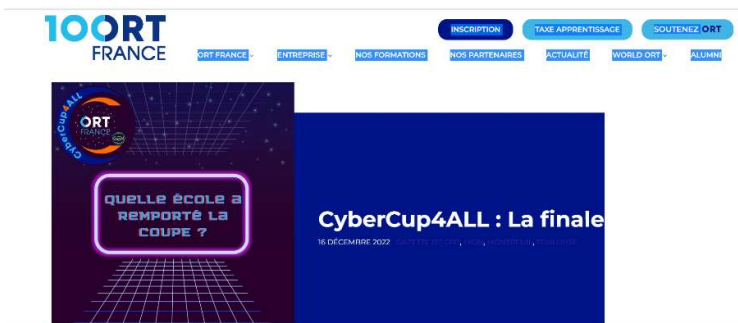 100RT
FRANCE
INSCRIPTION
TAXE APPRENTISSAGE
SOUTENEZ ORT
ORT FRANCE
ENTREPRISE
NOS FORMATIONS
NOS PARTENAIRES
ACTUALITÉ
WORLD ORT
ALUMNI
CyberCup4ALL
ORT
FRANCE
QUELLE ÉCOLE A
REMPORTÉ LA
COUPE ?
CyberCup4ALL : La finale
16 DÉCEMBRE 2022